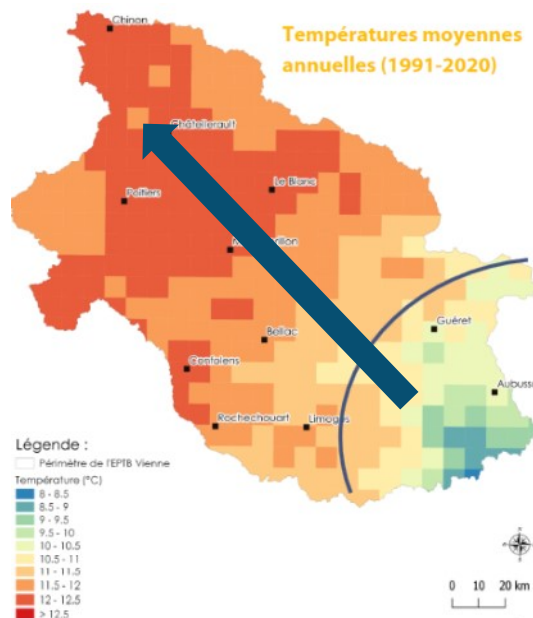 Températures moyennes
annuelles (1991-2020)
Chinon
Châtellerault
Le Blanc
Poitiers
Guéret
Bellac
Confolens
Aubusson
Rochechouart
Limoges
Légende :
Périmètre de l'EPTB Vienne
Température (°C)
8 - 8.5
8.5 - 9
9 - 9.5
9.5 - 10
10 - 10.5
10.5 - 11
11 - 11.5
11.5 - 12
12 - 12.5
> 12.5
0 10 20 km